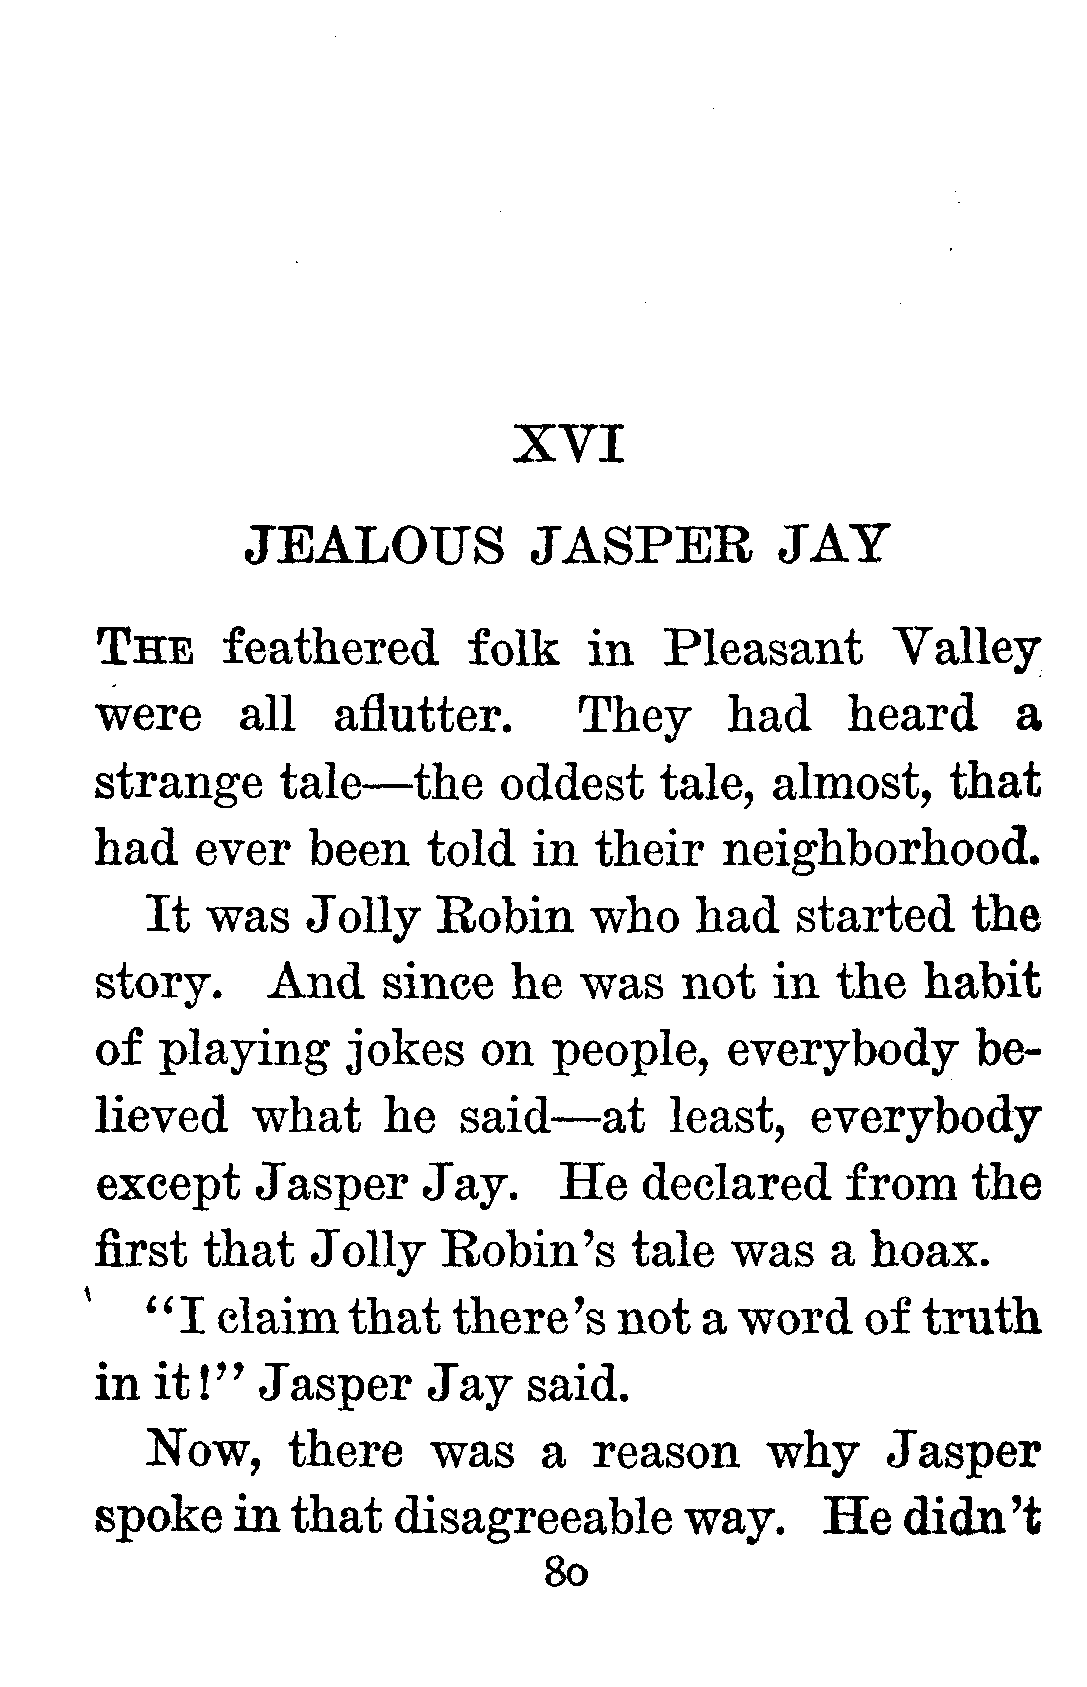 XVI
JEALOUS JASPER JAY
THE feathered folk in Pleasant Valley
were all aflutter. They had heard a
strange tale—the oddest tale, almost, that
had ever been told in their neighborhood.
It was Jolly Robin who had started the
story. And since he was not in the habit
of playing jokes on people, everybody be-
lieved what he said—at least, everybody
except Jasper Jay. He declared from the
first that Jolly Robin's tale was a hoax.
"I claim that there's not a word of truth
in it!" Jasper Jay said.
Now, there was a reason why Jasper
spoke in that disagreeable way. He didn't
80